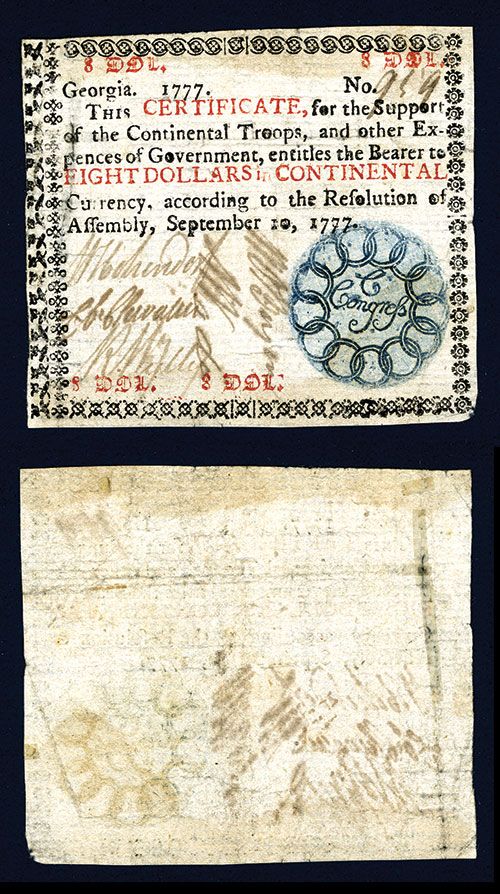 8 DOL. 8 DOL.
Georgia. 1777. No. 959
THIS CERTIFICATE, for the Support
of the Continental Troops, and other Ex-
pences of Government, entitles the Bearer to
EIGHT DOLLARS in CONTINENTAL
Currency, according to the Resolution of
Assembly, September 10, 1777.
C
Congress
8 DOL. 8 DOL.